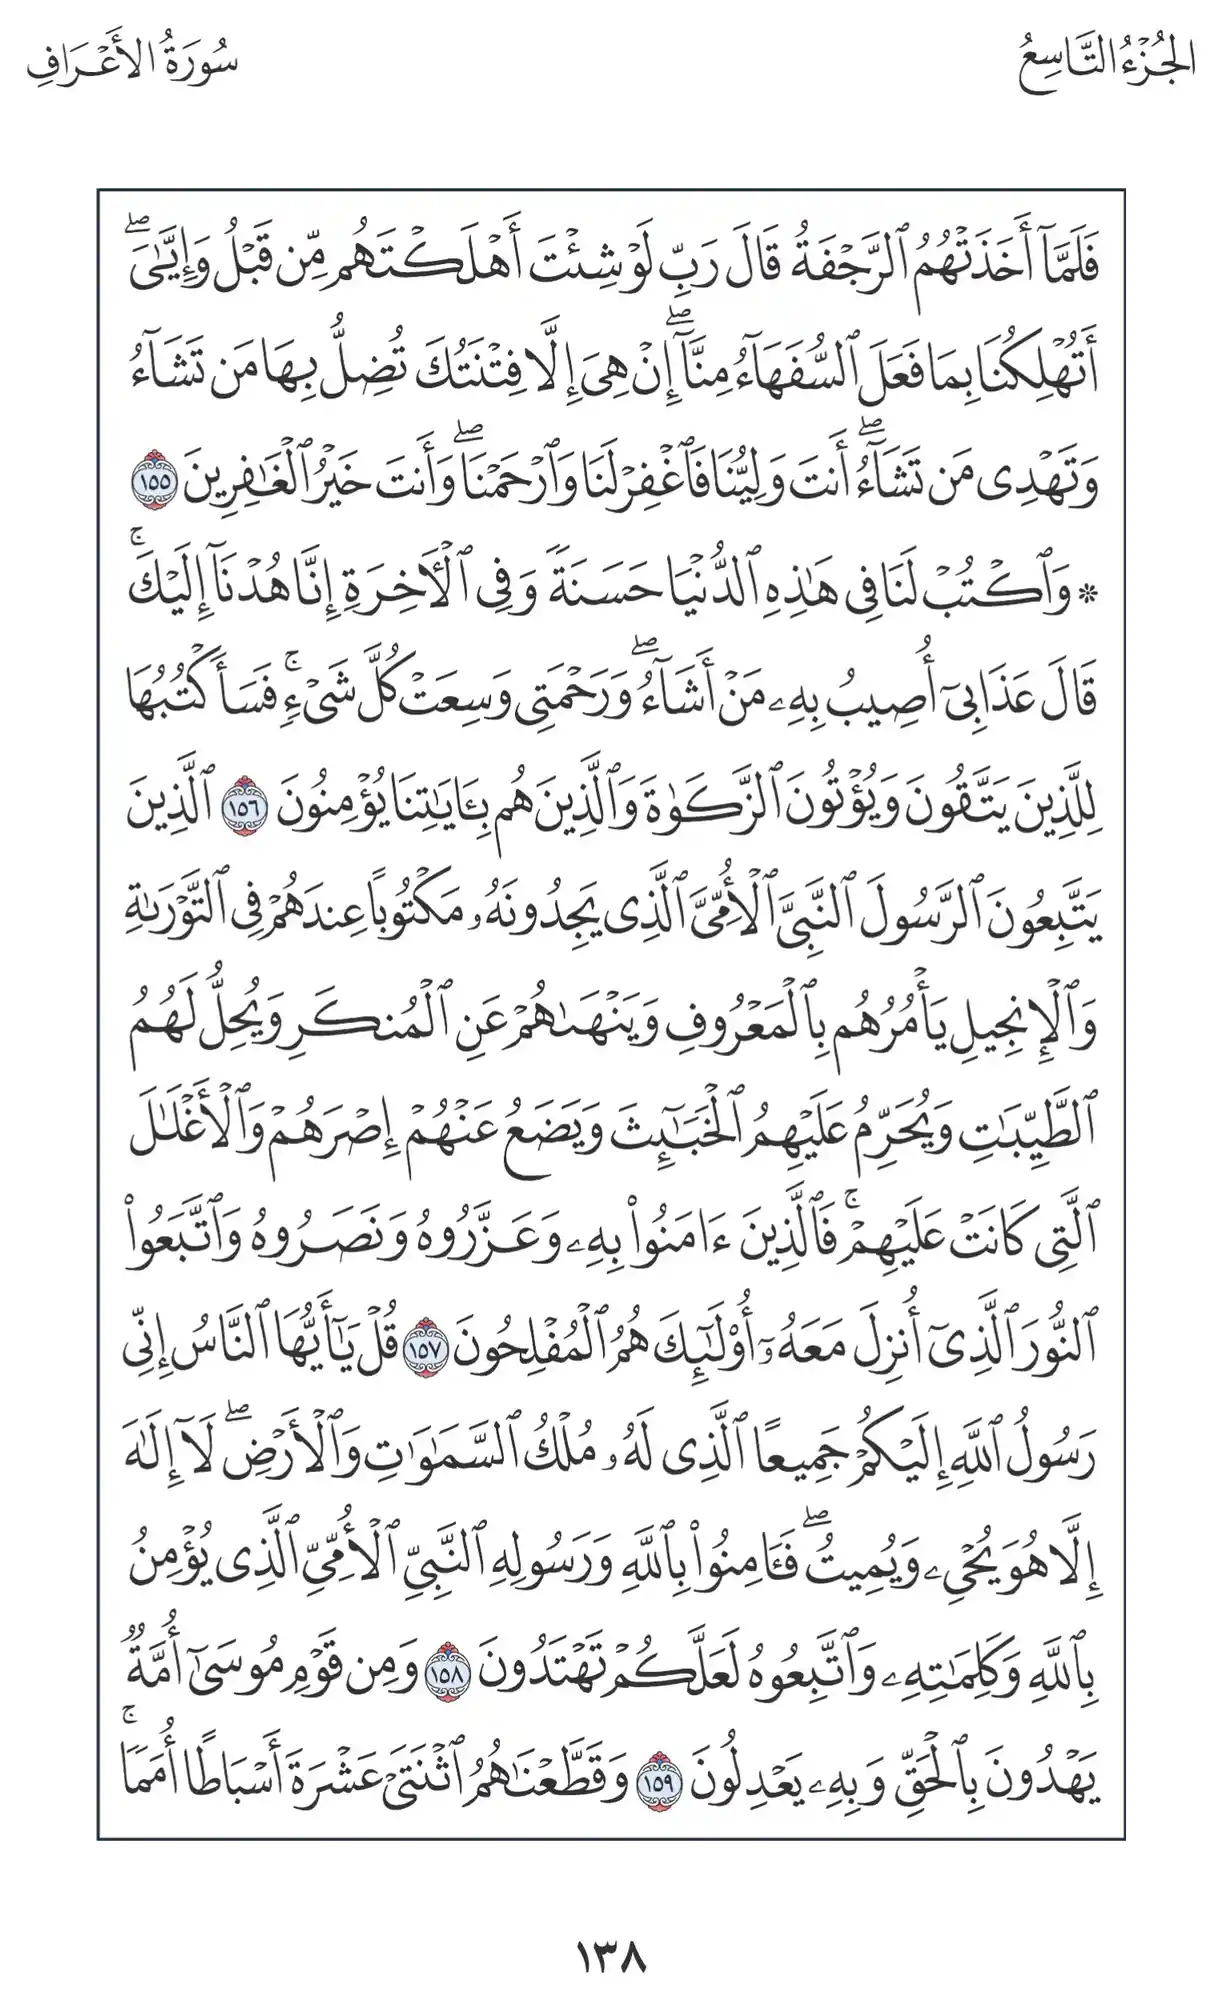 الجُزْءُ التَّاسِعُ
سُورَةُ الأَعْرَافِ
فَلَمَّآ أَخَذَتْهُمُ ٱلرَّجْفَةُ قَالَ رَبِّ لَوْ شِئْتَ أَهْلَكْتَهُم مِّن قَبْلُ وَإِيَّٰىَۖ
أَتُهْلِكُنَا بِمَا فَعَلَ ٱلسُّفَهَآءُ مِنَّآۖ إِنْ هِىَ إِلَّا فِتْنَتُكَ تُضِلُّ بِهَا مَن تَشَآءُ
وَتَهْدِى مَن تَشَآءُۖ أَنتَ وَلِيُّنَا فَٱغْفِرْ لَنَا وَٱرْحَمْنَاۖ وَأَنتَ خَيْرُ ٱلْغَٰفِرِينَ ١٥٥
* وَٱكْتُبْ لَنَا فِى هَٰذِهِ ٱلدُّنْيَا حَسَنَةً وَفِى ٱلْأَخِرَةِ إِنَّا هُدْنَآ إِلَيْكَۚ
قَالَ عَذَابِىٓ أُصِيبُ بِهِۦ مَنْ أَشَآءُۖ وَرَحْمَتِى وَسِعَتْ كُلَّ شَىْءٍۚ فَسَأَكْتُبُهَا
لِلَّذِينَ يَتَّقُونَ وَيُؤْتُونَ ٱلزَّكَوٰةَ وَٱلَّذِينَ هُم بِـَٔايَٰتِنَا يُؤْمِنُونَ ١٥٦ ٱلَّذِينَ
يَتَّبِعُونَ ٱلرَّسُولَ ٱلنَّبِىَّ ٱلْأُمِّىَّ ٱلَّذِى يَجِدُونَهُۥ مَكْتُوبًا عِندَهُمْ فِى ٱلتَّوْرَىٰةِ
وَٱلْإِنجِيلِ يَأْمُرُهُم بِٱلْمَعْرُوفِ وَيَنْهَىٰهُمْ عَنِ ٱلْمُنكَرِ وَيُحِلُّ لَهُمُ
ٱلطَّيِّبَٰتِ وَيُحَرِّمُ عَلَيْهِمُ ٱلْخَبَٰٓئِثَ وَيَضَعُ عَنْهُمْ إِصْرَهُمْ وَٱلْأَغْلَٰلَ
ٱلَّتِى كَانَتْ عَلَيْهِمْۚ فَٱلَّذِينَ ءَامَنُوا۟ بِهِۦ وَعَزَّرُوهُ وَنَصَرُوهُ وَٱتَّبَعُوا۟
ٱلنُّورَ ٱلَّذِىٓ أُنزِلَ مَعَهُۥٓ أُو۟لَٰٓئِكَ هُمُ ٱلْمُفْلِحُونَ ١٥٧ قُلْ يَٰٓأَيُّهَا ٱلنَّاسُ إِنِّى
رَسُولُ ٱللَّهِ إِلَيْكُمْ جَمِيعًا ٱلَّذِى لَهُۥ مُلْكُ ٱلسَّمَٰوَٰتِ وَٱلْأَرْضِۖ لَآ إِلَٰهَ
إِلَّا هُوَ يُحْىِۦ وَيُمِيتُۖ فَـَٔامِنُوا۟ بِٱللَّهِ وَرَسُولِهِ ٱلنَّبِىِّ ٱلْأُمِّىِّ ٱلَّذِى يُؤْمِنُ
بِٱللَّهِ وَكَلِمَٰتِهِۦ وَٱتَّبِعُوهُ لَعَلَّكُمْ تَهْتَدُونَ ١٥٨ وَمِن قَوْمِ مُوسَىٰٓ أُمَّةٌ
يَهْدُونَ بِٱلْحَقِّ وَبِهِۦ يَعْدِلُونَ ١٥٩ وَقَطَّعْنَٰهُمُ ٱثْنَتَىْ عَشْرَةَ أَسْبَاطًا أُمَمًاۚ
١٣٨